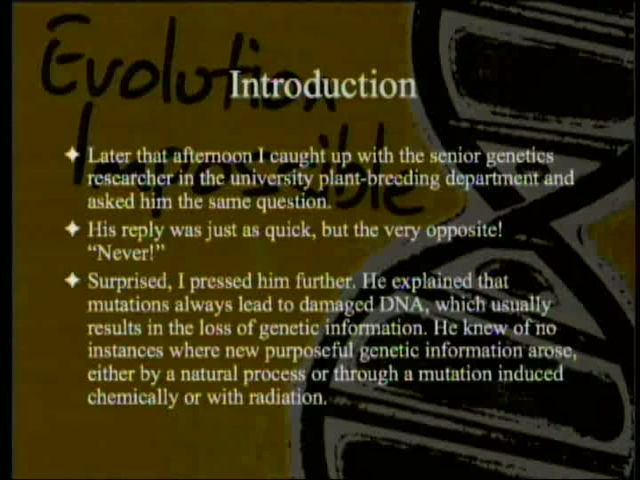 Evolution
Impossible
Introduction
Later that afternoon I caught up with the senior genetics
researcher in the university plant-breeding department and
asked him the same question.
His reply was just as quick, but the very opposite!
“Never!”
Surprised, I pressed him further. He explained that
mutations always lead to damaged DNA, which usually
results in the loss of genetic information. He knew of no
instances where new purposeful genetic information arose,
either by a natural process or through a mutation induced
chemically or with radiation.